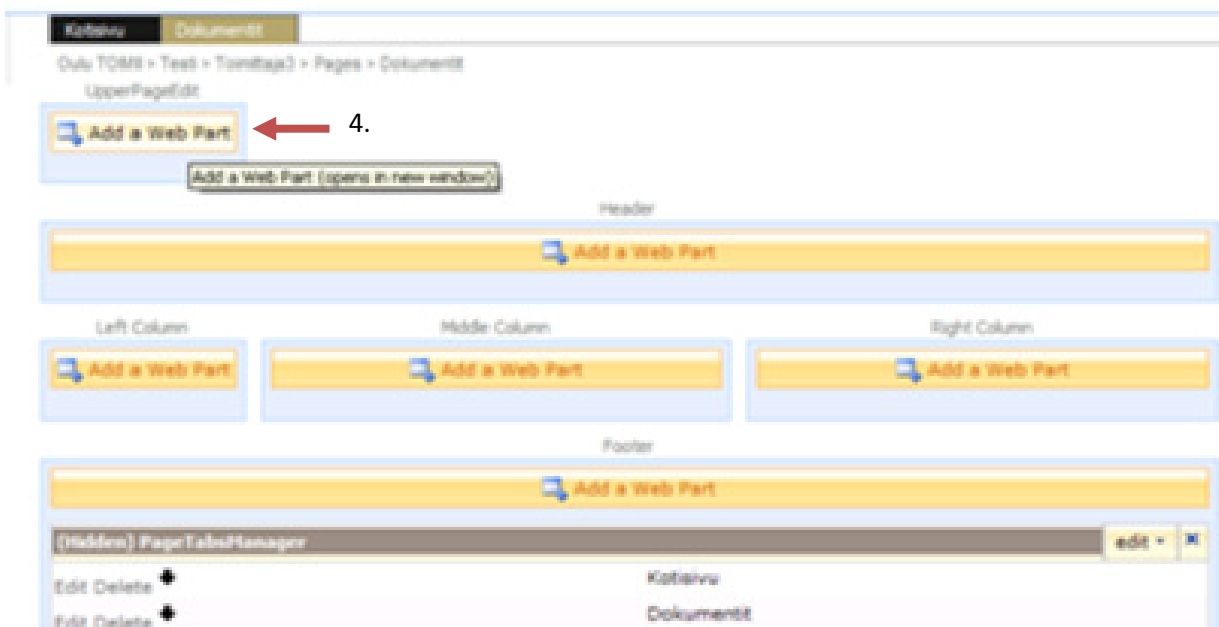 Kotisivu Dokumentit
Oulu TOIMII > Testi > Toimittaja3 > Pages > Dokumentit
UpperPageEdit
Add a Web Part 4.
Add a Web Part (opens in new window)
Header
Add a Web Part
Left Column Middle Column Right Column
Add a Web Part Add a Web Part Add a Web Part
Footer
Add a Web Part
(Hidden) PageTabsManager edit
Edit Delete Kotisivu
Edit Delete Dokumentit